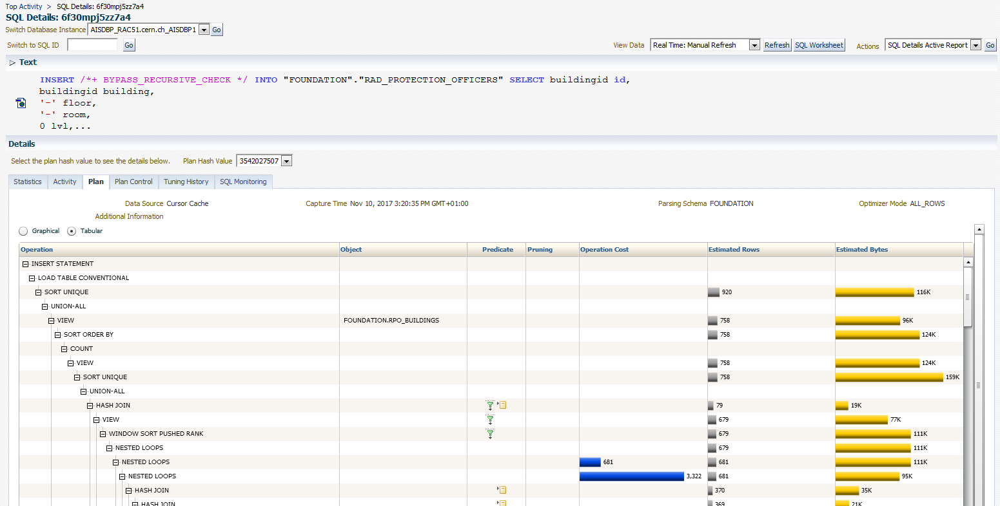 Top Activity > SQL Details: 6f30mpj5zz7a4
SQL Details: 6f30mpj5zz7a4
Switch Database Instance AISDBP_RAC51.cern.ch_AISDBP1 Go
Switch to SQL ID Go View Data Real Time: Manual Refresh Refresh SQL Worksheet Actions SQL Details Active Report Go
Text
INSERT /*+ BYPASS_RECURSIVE_CHECK */ INTO "FOUNDATION"."RAD_PROTECTION_OFFICERS" SELECT buildingid id,
buildingid building,
'-' floor,
'-' room,
0 lvl,...
Details
Select the plan hash value to see the details below. Plan Hash Value 3542027507
Statistics Activity Plan Plan Control Tuning History SQL Monitoring
Data Source Cursor Cache Capture Time Nov 10, 2017 3:20:35 PM GMT+01:00 Parsing Schema FOUNDATION Optimizer Mode ALL_ROWS
Additional Information
Graphical Tabular
Operation Object Predicate Pruning Operation Cost Estimated Rows Estimated Bytes
INSERT STATEMENT
LOAD TABLE CONVENTIONAL
SORT UNIQUE 920 116K
UNION-ALL
VIEW FOUNDATION.RPO_BUILDINGS 758 96K
SORT ORDER BY 758 124K
COUNT
VIEW 758 124K
SORT UNIQUE 758 159K
UNION-ALL
HASH JOIN 79 19K
VIEW 679 77K
WINDOW SORT PUSHED RANK 679 111K
NESTED LOOPS 679 111K
NESTED LOOPS 681 681 111K
NESTED LOOPS 3,322 681 95K
HASH JOIN 370 35K
HASH JOIN 369 21K